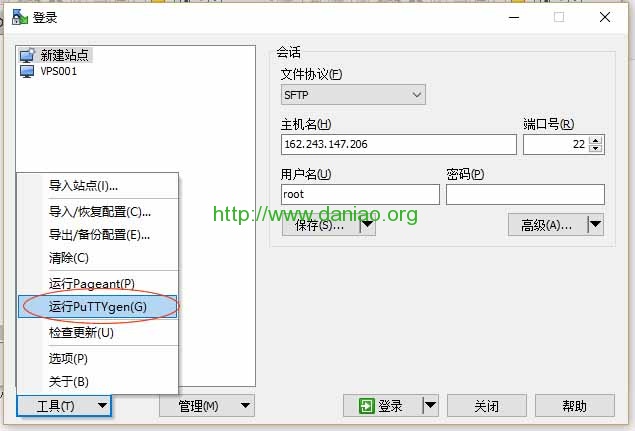 登录
新建站点
VPS001
会话
文件协议(F)
SFTP
主机名(H)
端口号(R)
162.243.147.206
22
用户名(U)
密码(P)
root
保存(S)...
高级(A)...
http://www.daniao.org
导入站点(I)...
导入/恢复配置(C)...
导出/备份配置(E)...
清除(C)
运行Pageant(P)
运行PuTTYgen(G)
检查更新(U)
选项(P)
关于(B)
工具(T)
管理(M)
登录
关闭
帮助